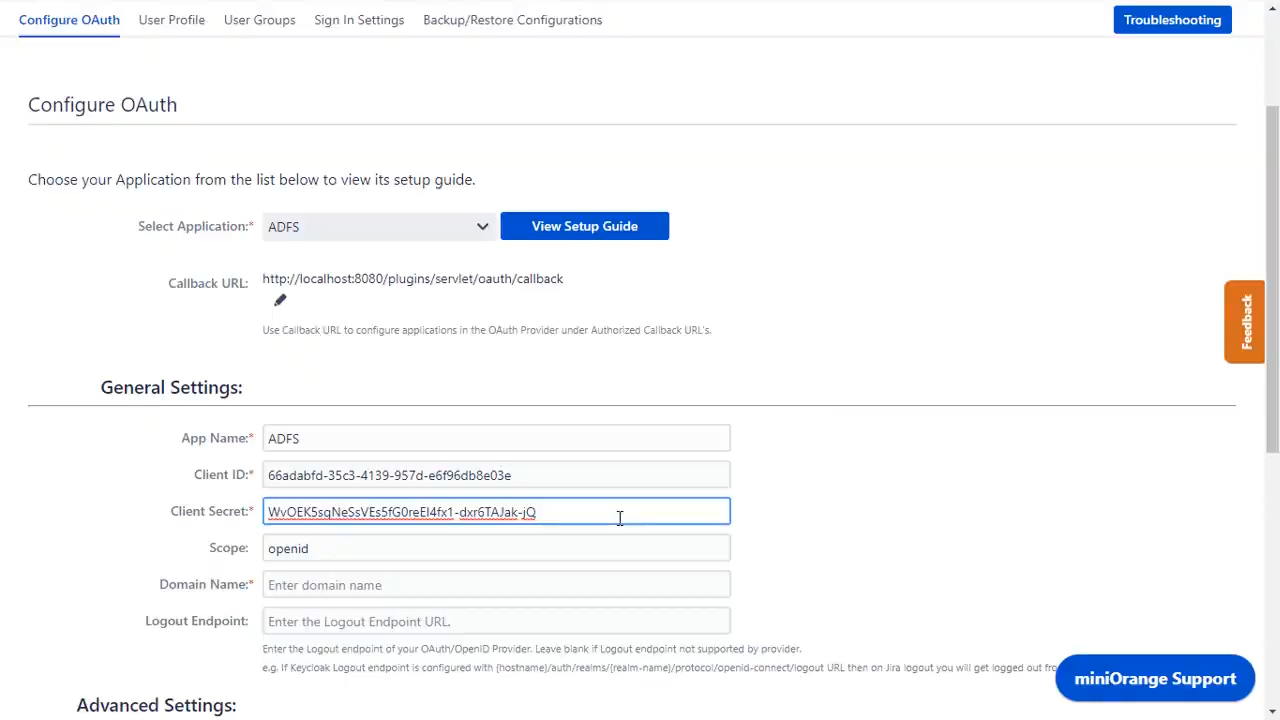 Configure OAuth User Profile User Groups Sign In Settings Backup/Restore Configurations Troubleshooting
Configure OAuth
Choose your Application from the list below to view its setup guide.
Select Application:* ADFS View Setup Guide
Callback URL: http://localhost:8080/plugins/servlet/oauth/callback
Use Callback URL to configure applications in the OAuth Provider under Authorized Callback URL's.
Feedback
General Settings:
App Name:* ADFS
Client ID:* 66adabfd-35c3-4139-957d-e6f96db8e03e
Client Secret:* WvOEK5sqNeSsVEs5fG0reEI4fx1-dxr6TAJak-jQ
Scope: openid
Domain Name:* Enter domain name
Logout Endpoint: Enter the Logout Endpoint URL.
Enter the Logout endpoint of your OAuth/OpenID Provider. Leave blank if Logout endpoint not supported by provider.
e.g. If Keycloak Logout endpoint is configured with {hostname}/auth/realms/{realm-name}/protocol/openid-connect/logout URL then on Jira logout you will get logged out
miniOrange Support
Advanced Settings: